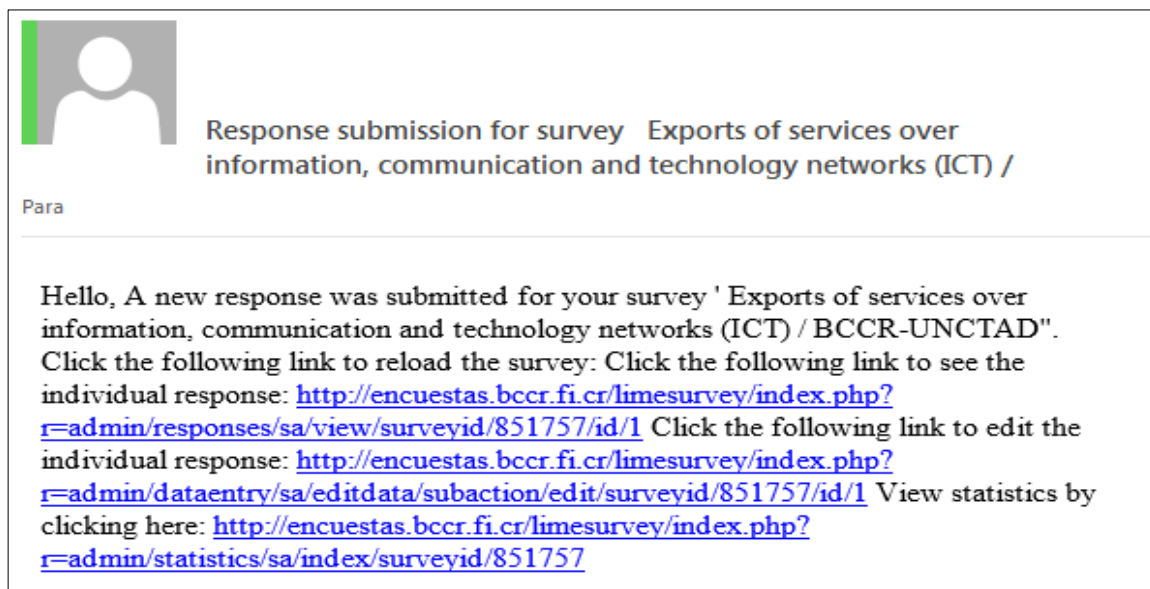 Response submission for survey   Exports of services over
information, communication and technology networks (ICT) /
Para
Hello, A new response was submitted for your survey ' Exports of services over
information, communication and technology networks (ICT) / BCCR-UNCTAD".
Click the following link to reload the survey: Click the following link to see the
individual response: http://encuestas.bccr.fi.cr/limesurvey/index.php?
r=admin/responses/sa/view/surveyid/851757/id/1 Click the following link to edit the
individual response: http://encuestas.bccr.fi.cr/limesurvey/index.php?
r=admin/dataentry/sa/editdata/subaction/edit/surveyid/851757/id/1 View statistics by
clicking here: http://encuestas.bccr.fi.cr/limesurvey/index.php?
r=admin/statistics/sa/index/surveyid/851757